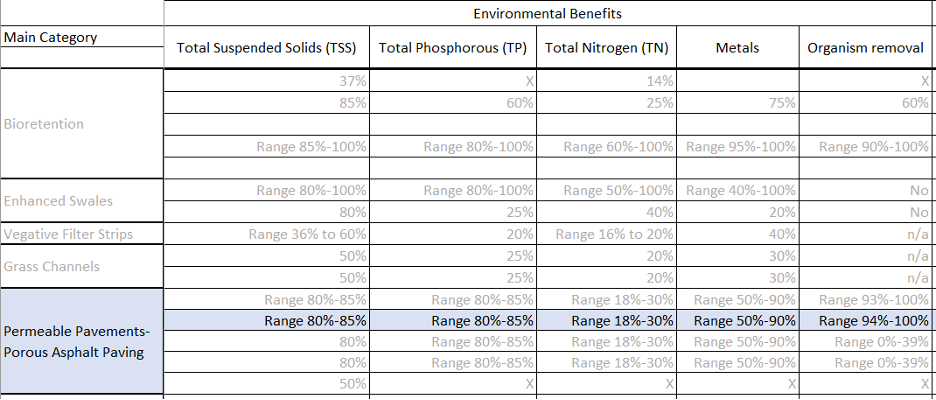 Environmental Benefits
Main Category
Total Suspended Solids (TSS) Total Phosphorous (TP) Total Nitrogen (TN) Metals Organism removal
37% X 14% X
85% 60% 25% 75% 60%
Bioretention
Range 85%-100% Range 80%-100% Range 60%-100% Range 95%-100% Range 90%-100%
Range 80%-100% Range 80%-100% Range 50%-100% Range 40%-100% No
Enhanced Swales
80% 25% 40% 20% No
Vegative Filter Strips Range 36% to 60% 20% Range 16% to 20% 40% n/a
50% 25% 20% 30% n/a
Grass Channels
50% 25% 20% 30% n/a
Range 80%-85% Range 80%-85% Range 18%-30% Range 50%-90% Range 93%-100%
Permeable Pavements-
Porous Asphalt Paving
Range 80%-85% Range 80%-85% Range 18%-30% Range 50%-90% Range 94%-100%
80% Range 80%-85% Range 18%-30% Range 50%-90% Range 0%-39%
80% Range 80%-85% Range 18%-30% Range 50%-90% Range 0%-39%
50% X X X X